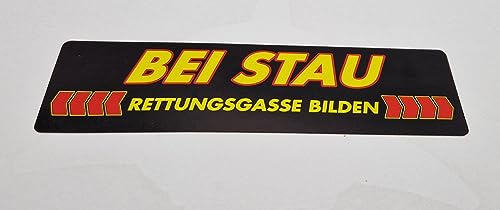 BEI STAU
RETTUNGSGASSE BILDEN